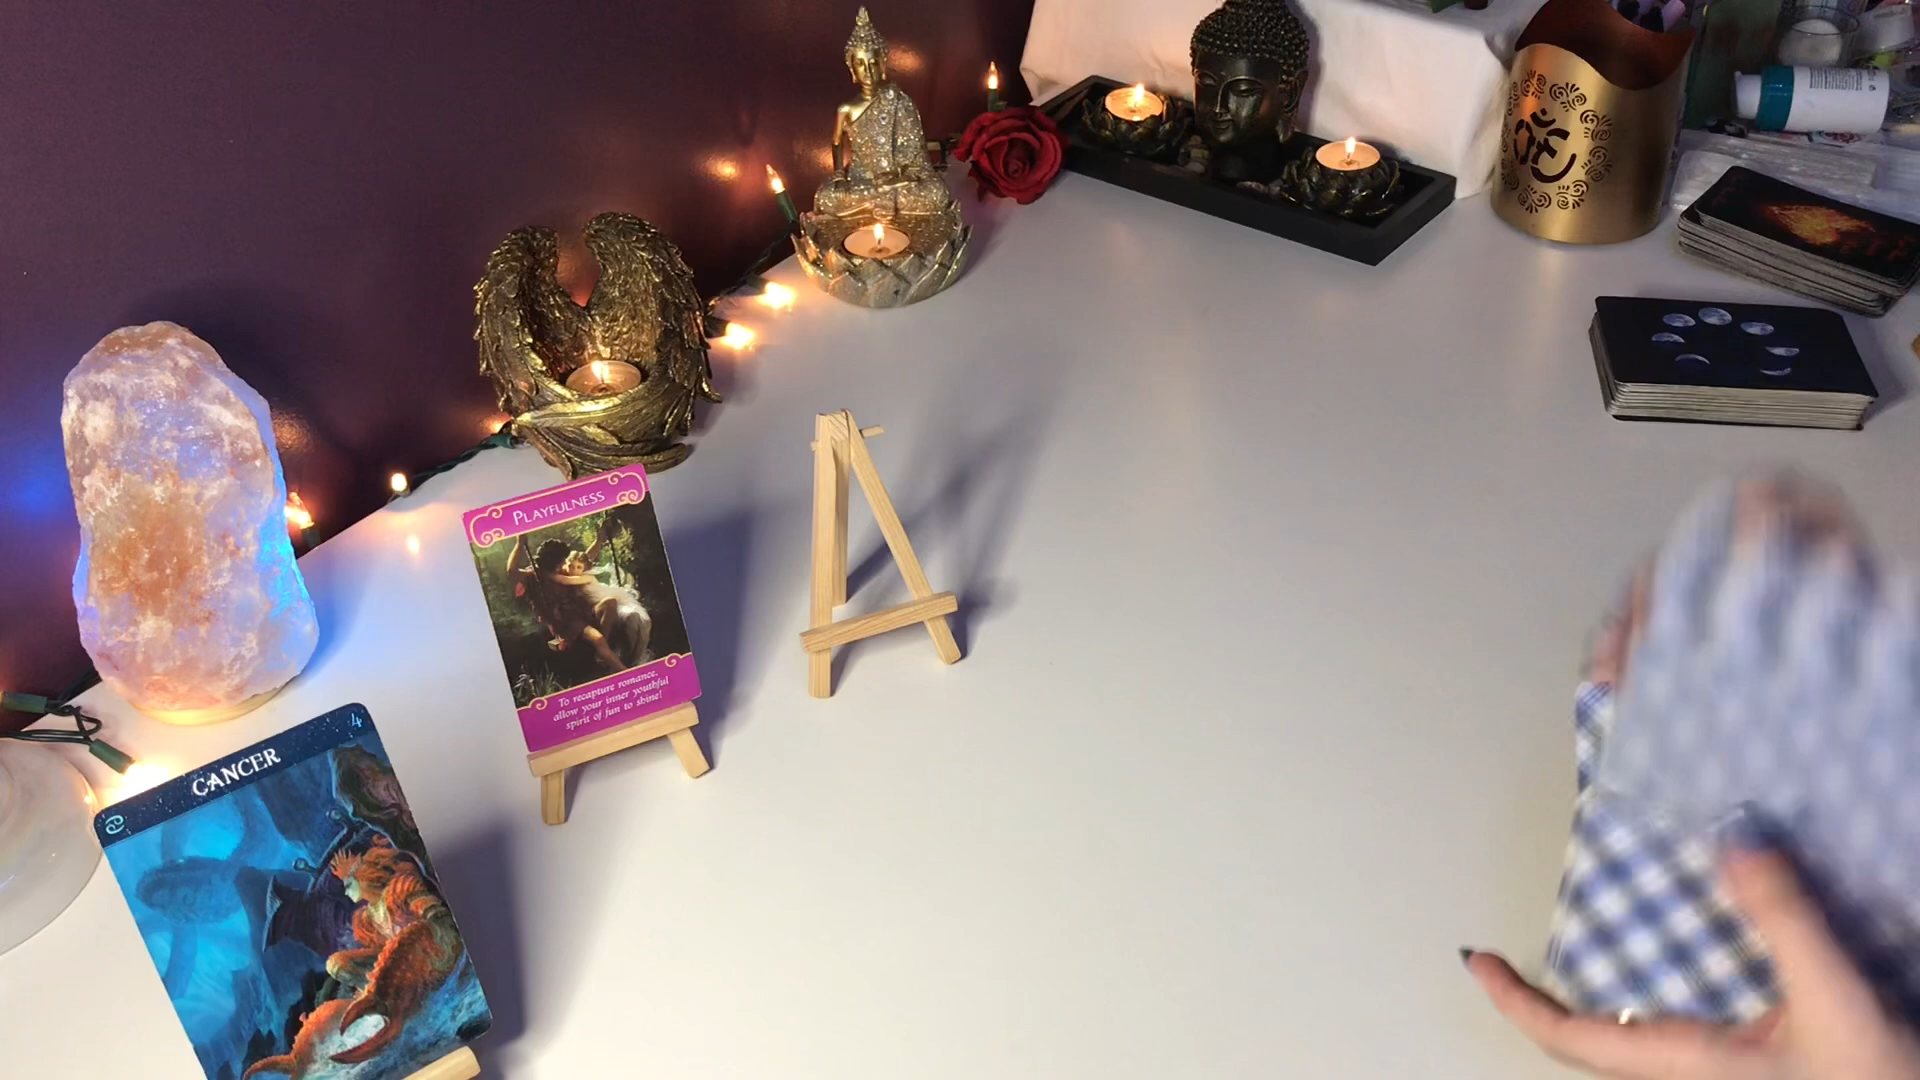 PLAYFULNESS
To recapture romance,
allow your inner youthful
spirit of fun to shine!
4
CANCER
♋